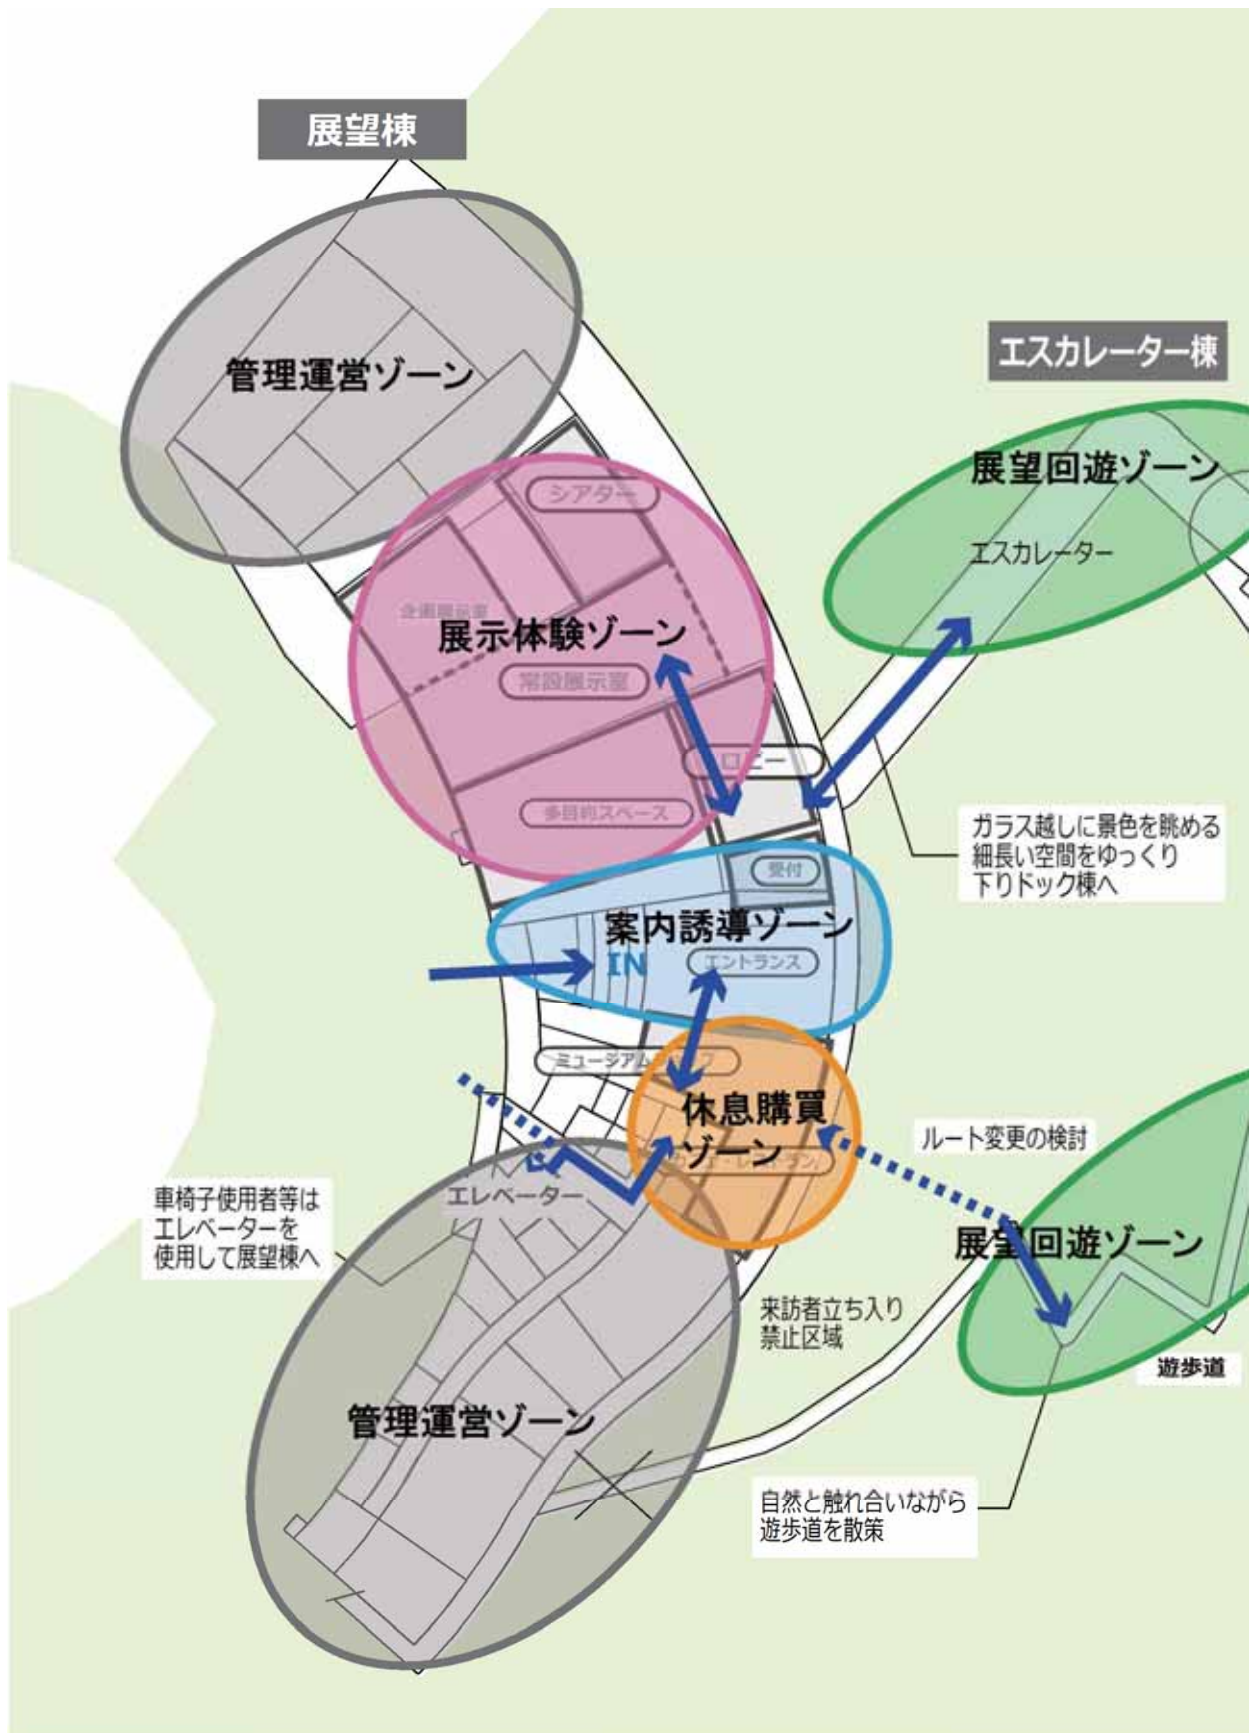 展望棟
エスカレーター棟
管理運営ゾーン
展望回遊ゾーン
シアター
エスカレーター
企画展示室
展示体験ゾーン
常設展示室
ロビー
多目的スペース
ガラス越しに景色を眺める
細長い空間をゆっくり
下りドック棟へ
受付
案内誘導ゾーン
IN
エントランス
ミュージアムショップ
休息購買
ゾーン
ルート変更の検討
エレベーター
車椅子使用者等は
エレベーターを
使用して展望棟へ
展望回遊ゾーン
来訪者立ち入り
禁止区域
遊歩道
管理運営ゾーン
自然と触れ合いながら
遊歩道を散策